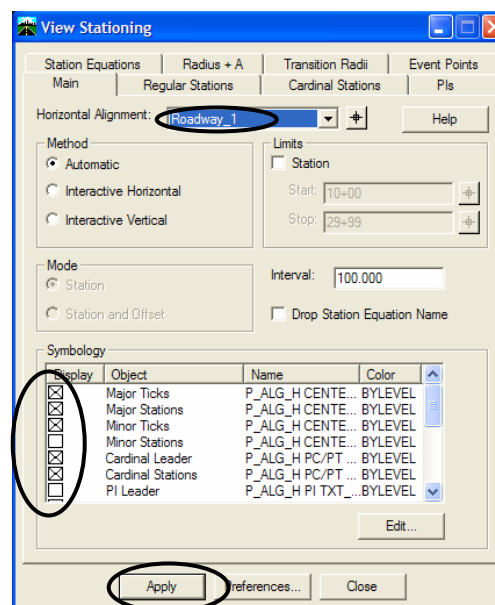 View Stationing
Station Equations Radius + A Transition Radii Event Points
Main Regular Stations Cardinal Stations PIs
Horizontal Alignment: Roadway_1 Help
Method Limits
Automatic Station
Interactive Horizontal Start: 10+00
Interactive Vertical Stop: 29+99
Mode
Station Interval: 100.000
Station and Offset Drop Station Equation Name
Symbology
Display Object Name Color
Major Ticks P_ALG_H CENTE... BYLEVEL
Major Stations P_ALG_H CENTE... BYLEVEL
Minor Ticks P_ALG_H CENTE... BYLEVEL
Minor Stations P_ALG_H CENTE... BYLEVEL
Cardinal Leader P_ALG_H PC/PT ... BYLEVEL
Cardinal Stations P_ALG_H PC/PT ... BYLEVEL
PI Leader P_ALG_H PI TXT_... BYLEVEL
Edit...
Apply Preferences... Close